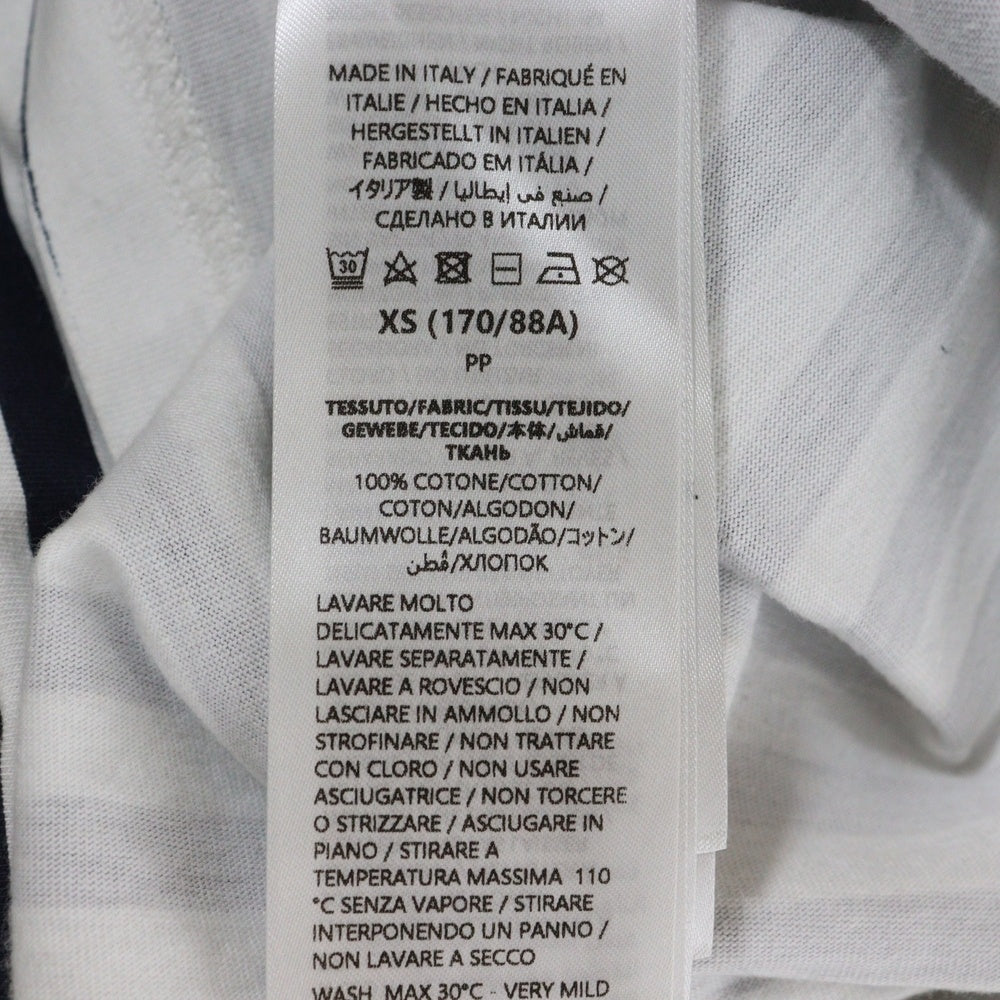 MADE IN ITALY / FABRIQUÉ EN
ITALIE / HECHO EN ITALIA /
HERGESTELLT IN ITALIEN /
FABRICADO EM ITÁLIA /
イタリア製 / صنع في إيطاليا /
СДЕЛАНО В ИТАЛИИ
30
XS (170/88A)
PP
TESSUTO/FABRIC/TISSU/TEJIDO/
GEWEBE/TECIDO/本体/قماش/
ТКАНЬ
100% COTONE/COTTON/
COTON/ALGODON/
BAUMWOLLE/ALGODÃO/コットン/
قُطن/ХЛОПОК
LAVARE MOLTO
DELICATAMENTE MAX 30°C /
LAVARE SEPARATAMENTE /
LAVARE A ROVESCIO / NON
LASCIARE IN AMMOLLO / NON
STROFINARE / NON TRATTARE
CON CLORO / NON USARE
ASCIUGATRICE / NON TORCERE
O STRIZZARE / ASCIUGARE IN
PIANO / STIRARE A
TEMPERATURA MASSIMA 110
°C SENZA VAPORE / STIRARE
INTERPONENDO UN PANNO /
NON LAVARE A SECCO
WASH MAX 30°C - VERY MILD